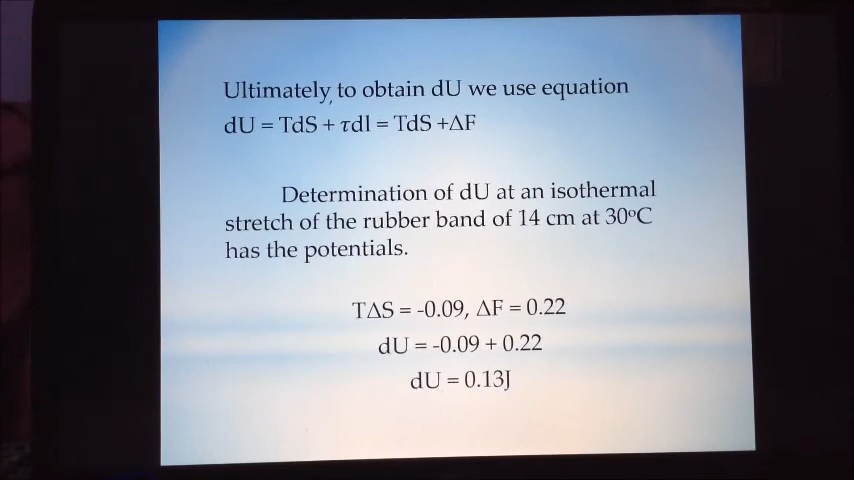 Ultimately, to obtain dU we use equation
dU = TdS + τdl = TdS +ΔF
Determination of dU at an isothermal
stretch of the rubber band of 14 cm at 30°C
has the potentials.
TΔS = -0.09, ΔF = 0.22
dU = -0.09 + 0.22
dU = 0.13J